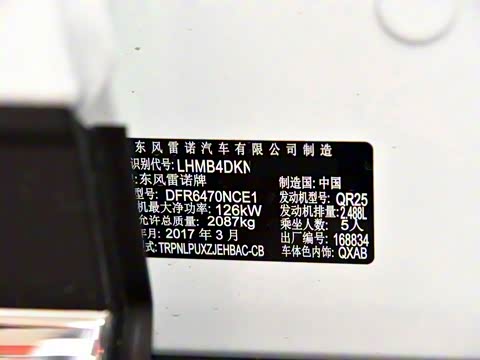 东风雷诺汽车有限公司制造
识别代号: LHMB4DKN
: 东风雷诺牌 制造国: 中国
型号: DFR6470NCE1 发动机型号: QR25
机最大净功率: 126kW 发动机排量: 2.488L
允许总质量: 2087kg 乘坐人数: 5人
年月: 2017年3月 出厂编号: 168834
式: TRPNLPUXZJEHBAC-CB 车体色内饰: QXAB